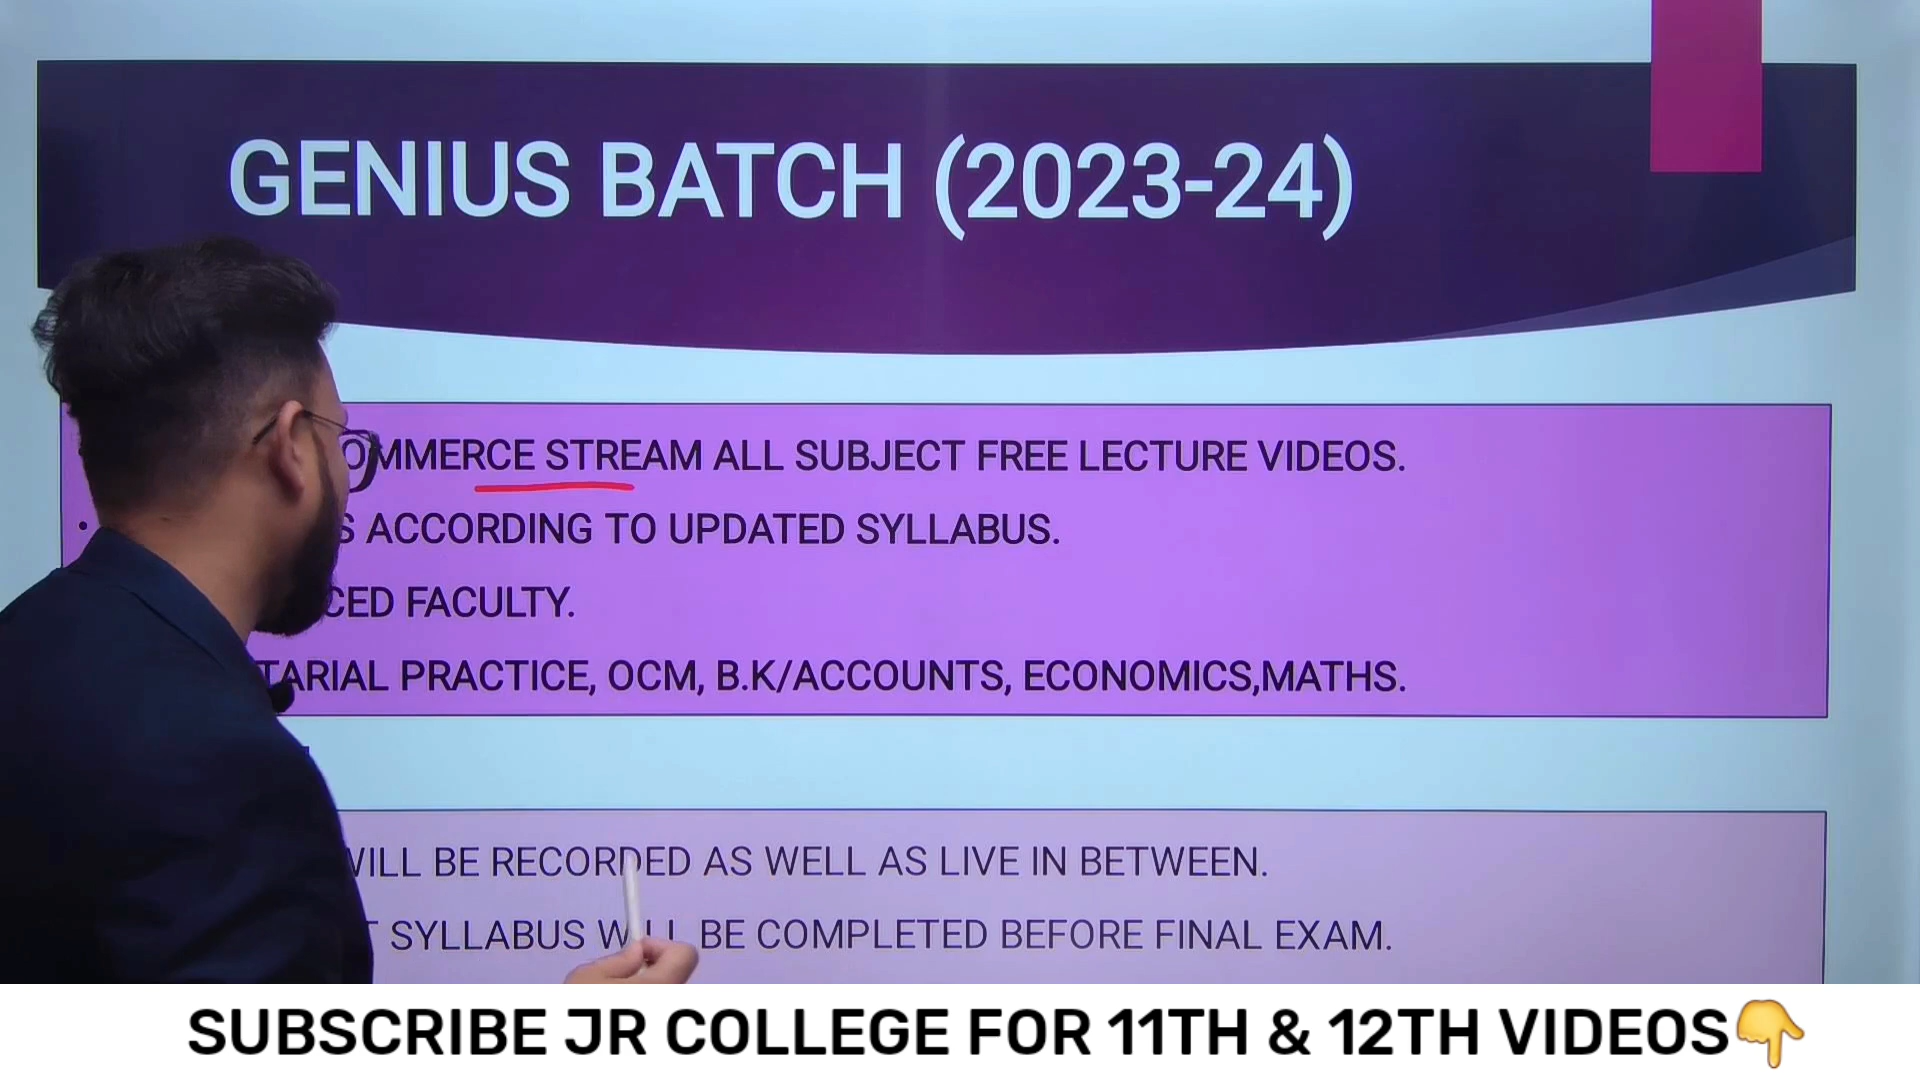 GENIUS BATCH (2023-24)
OMMERCE STREAM ALL SUBJECT FREE LECTURE VIDEOS.
S ACCORDING TO UPDATED SYLLABUS.
CED FACULTY.
TARIAL PRACTICE, OCM, B.K/ACCOUNTS, ECONOMICS,MATHS.
WILL BE RECORDED AS WELL AS LIVE IN BETWEEN.
T SYLLABUS WILL BE COMPLETED BEFORE FINAL EXAM.
SUBSCRIBE JR COLLEGE FOR 11TH & 12TH VIDEOS👇